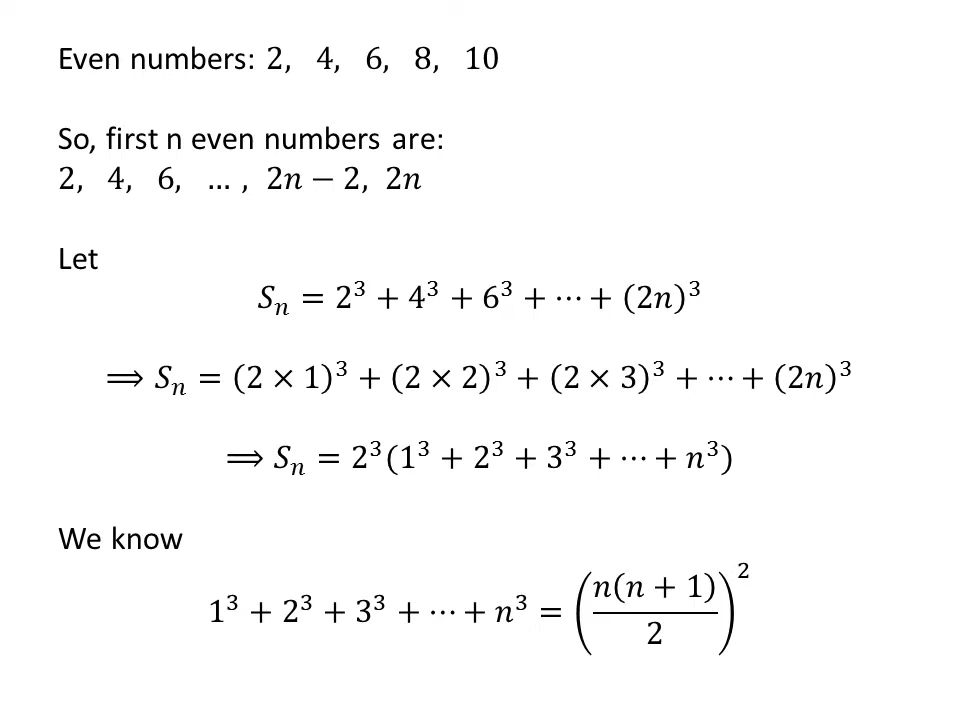 Even numbers: 2, 4, 6, 8, 10
So, first n even numbers are:
2, 4, 6, … , 2𝑛 − 2, 2𝑛
Let
𝑆ₙ = 2³ + 4³ + 6³ + ⋯ + (2𝑛)³
⟹ 𝑆ₙ = (2 × 1)³ + (2 × 2)³ + (2 × 3)³ + ⋯ + (2𝑛)³
⟹ 𝑆ₙ = 2³(1³ + 2³ + 3³ + ⋯ + 𝑛³)
We know
1³ + 2³ + 3³ + ⋯ + 𝑛³ = (𝑛(𝑛 + 1)/2)²